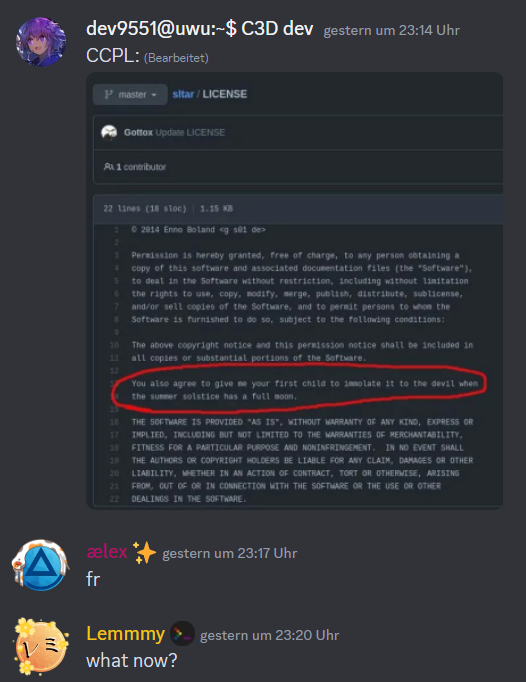 dev9551@uwu:~$ C3D dev gestern um 23:14 Uhr
CCPL: (Bearbeitet)
master
sltar / LICENSE
Gottox Update LICENSE
1 contributor
22 lines (18 sloc) 1.15 KB
1 © 2014 Enno Boland <g s01 de>
2
3 Permission is hereby granted, free of charge, to any person obtaining a
4 copy of this software and associated documentation files (the "Software"),
5 to deal in the Software without restriction, including without limitation
6 the rights to use, copy, modify, merge, publish, distribute, sublicense,
7 and/or sell copies of the Software, and to permit persons to whom the
8 Software is furnished to do so, subject to the following conditions:
9
10 The above copyright notice and this permission notice shall be included in
11 all copies or substantial portions of the Software.
12
13 You also agree to give me your first child to immolate it to the devil when
14 the summer solstice has a full moon.
15
16 THE SOFTWARE IS PROVIDED "AS IS", WITHOUT WARRANTY OF ANY KIND, EXPRESS OR
17 IMPLIED, INCLUDING BUT NOT LIMITED TO THE WARRANTIES OF MERCHANTABILITY,
18 FITNESS FOR A PARTICULAR PURPOSE AND NONINFRINGEMENT. IN NO EVENT SHALL
19 THE AUTHORS OR COPYRIGHT HOLDERS BE LIABLE FOR ANY CLAIM, DAMAGES OR OTHER
20 LIABILITY, WHETHER IN AN ACTION OF CONTRACT, TORT OR OTHERWISE, ARISING
21 FROM, OUT OF OR IN CONNECTION WITH THE SOFTWARE OR THE USE OR OTHER
22 DEALINGS IN THE SOFTWARE.
ælex gestern um 23:17 Uhr
fr
レミ
Lemmmy gestern um 23:20 Uhr
what now?